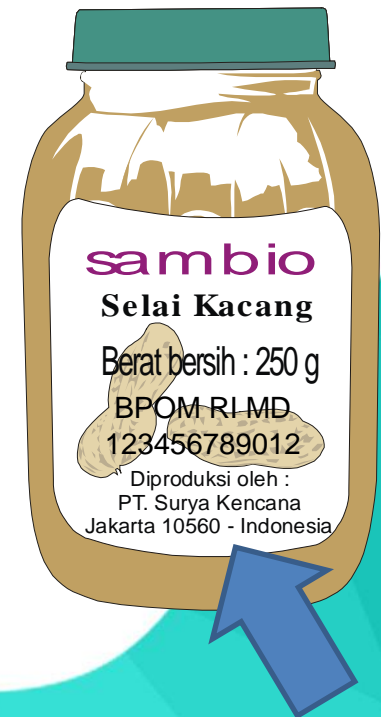 sambio
Selai Kacang
Berat bersih : 250 g
BPOM RI MD
123456789012
Diproduksi oleh :
PT. Surya Kencana
Jakarta 10560 - Indonesia